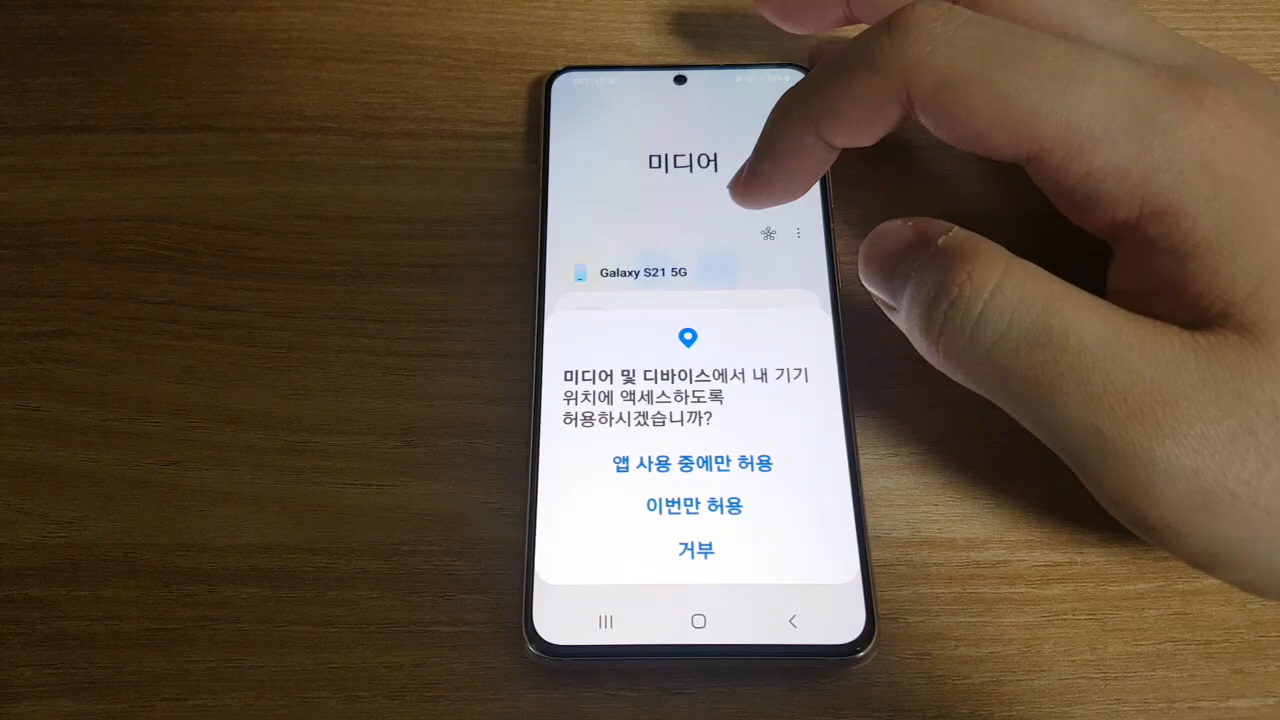 미디어
Galaxy S21 5G
미디어 및 디바이스에서 내 기기
위치에 액세스하도록
허용하시겠습니까?
앱 사용 중에만 허용
이번만 허용
거부